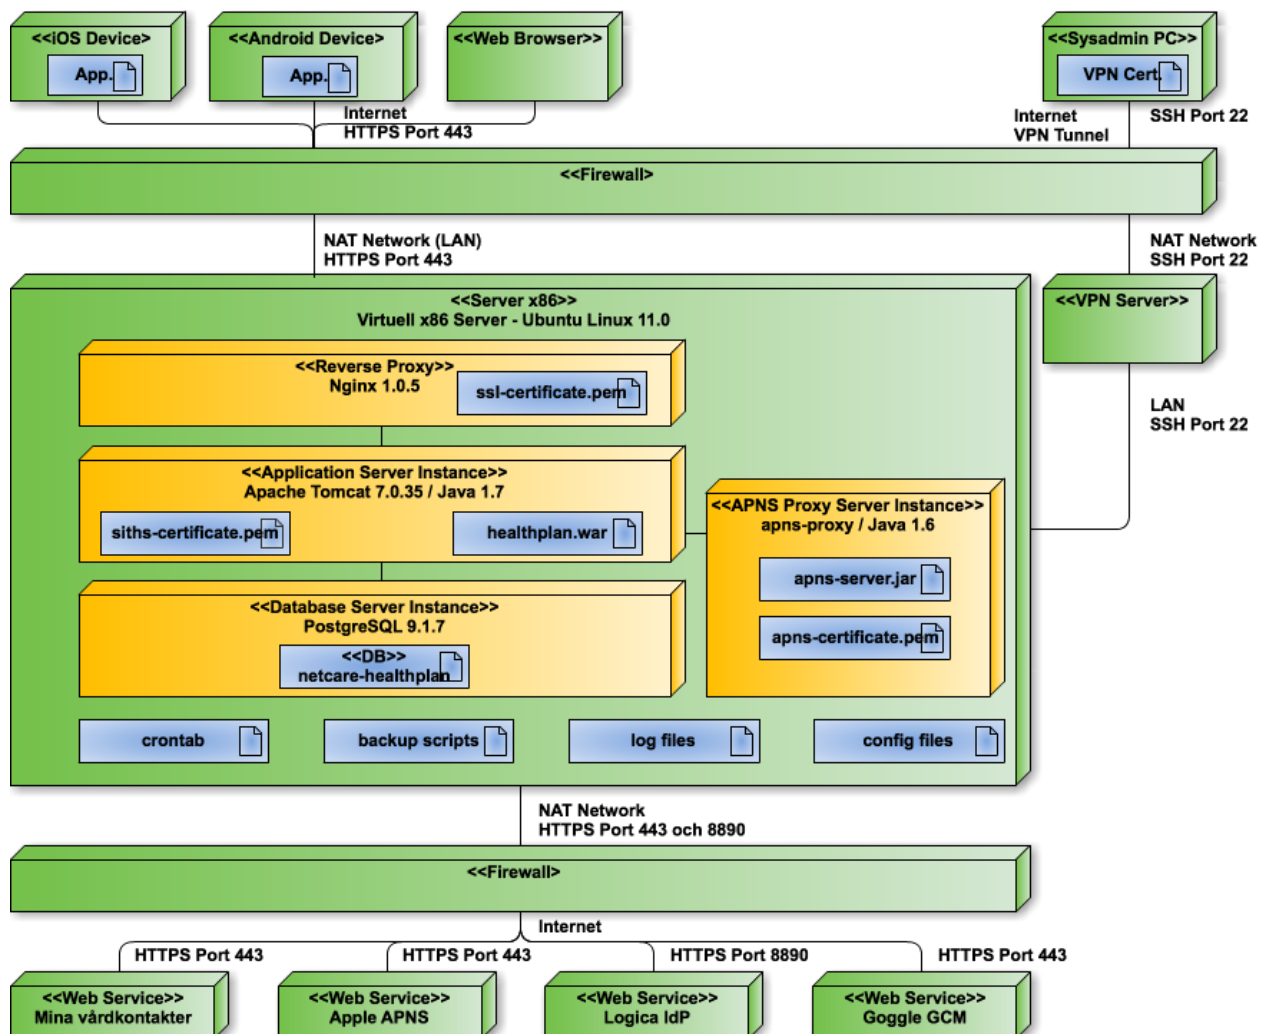 <<iOS Device>
App.
<<Android Device>
App.
<<Web Browser>>
<<Sysadmin PC>>
VPN Cert.
Internet
HTTPS Port 443
Internet
VPN Tunnel
SSH Port 22
<<Firewall>
NAT Network (LAN)
HTTPS Port 443
NAT Network
SSH Port 22
<<Server x86>>
Virtuell x86 Server - Ubuntu Linux 11.0
<<VPN Server>>
<<Reverse Proxy>>
Nginx 1.0.5
ssl-certificate.pem
LAN
SSH Port 22
<<Application Server Instance>>
Apache Tomcat 7.0.35 / Java 1.7
siths-certificate.pem
healthplan.war
<<APNS Proxy Server Instance>>
apns-proxy / Java 1.6
apns-server.jar
apns-certificate.pem
<<Database Server Instance>>
PostgreSQL 9.1.7
<<DB>>
netcare-healthplan
crontab
backup scripts
log files
config files
NAT Network
HTTPS Port 443 och 8890
<<Firewall>
Internet
HTTPS Port 443
HTTPS Port 443
HTTPS Port 8890
HTTPS Port 443
<<Web Service>>
Mina vårdkontakter
<<Web Service>>
Apple APNS
<<Web Service>>
Logica IdP
<<Web Service>>
Goggle GCM